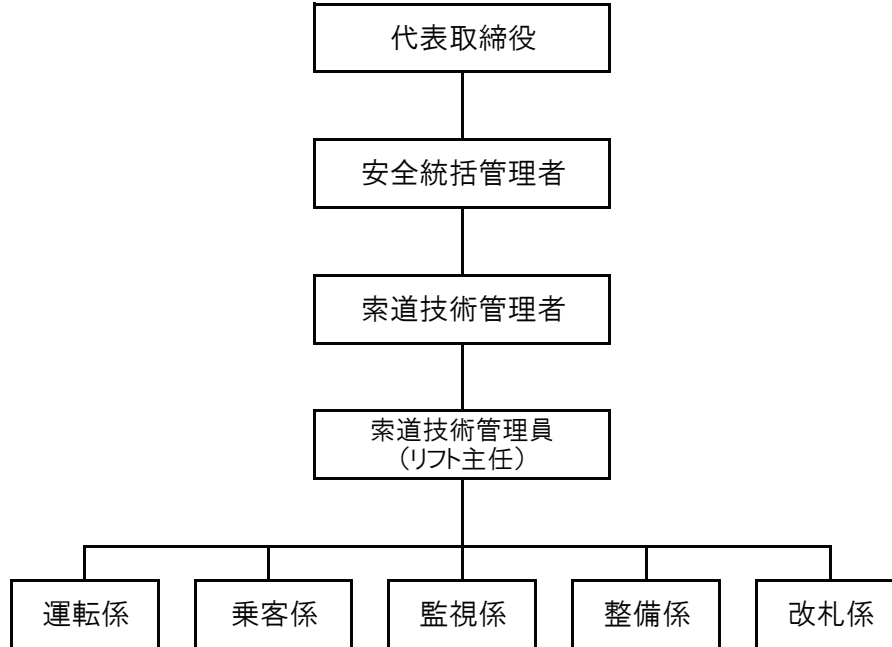 代表取締役
安全統括管理者
索道技術管理者
索道技術管理員
（リフト主任）
運転係
乗客係
監視係
整備係
改札係